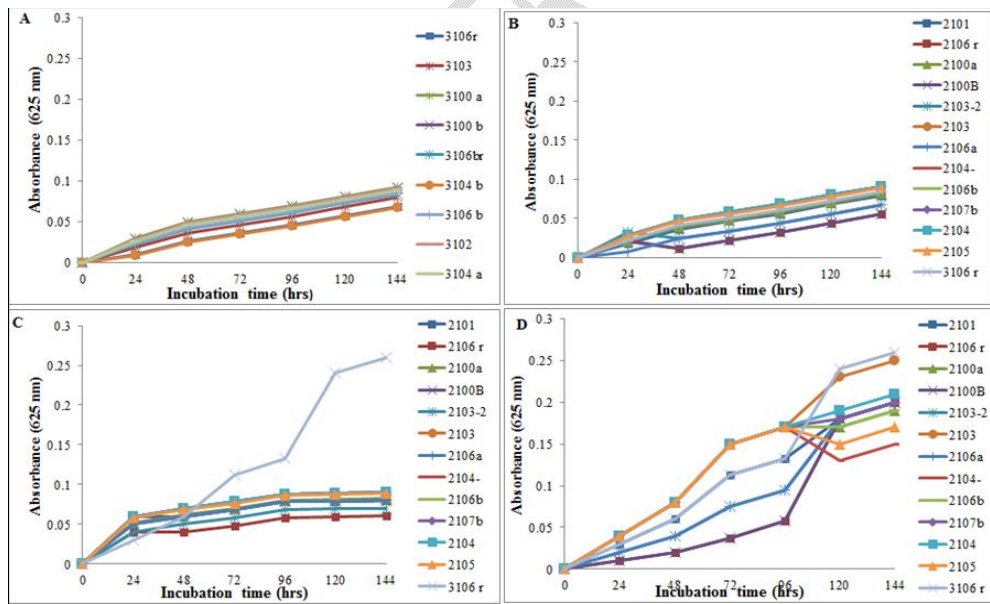 A
Absorbance (625 nm)
0.3
0.25
0.2
0.15
0.1
0.05
0
0 24 48 72 96 120 144
Incubation time (hrs)
3106r
3103
3100 a
3100 b
3106br
3104 b
3106 b
3102
3104 a
B
Absorbance (625 nm)
0.3
0.25
0.2
0.15
0.1
0.05
0
0 24 48 72 96 120 144
Incubation time (hrs)
2101
2106 r
2100a
2100B
2103-2
2103
2106a
2104-
2106b
2107b
2104
2105
3106 r
C
Absorbance (625 nm)
0.3
0.25
0.2
0.15
0.1
0.05
0
0 24 48 72 96 120 144
Incubation time (hrs)
2101
2106 r
2100a
2100B
2103-2
2103
2106a
2104-
2106b
2107b
2104
2105
3106 r
D
Absorbance (625 nm)
0.3
0.25
0.2
0.15
0.1
0.05
0
0 24 48 72 96 120 144
Incubation time (hrs)
2101
2106 r
2100a
2100B
2103-2
2103
2106a
2104-
2106b
2107b
2104
2105
3106 r